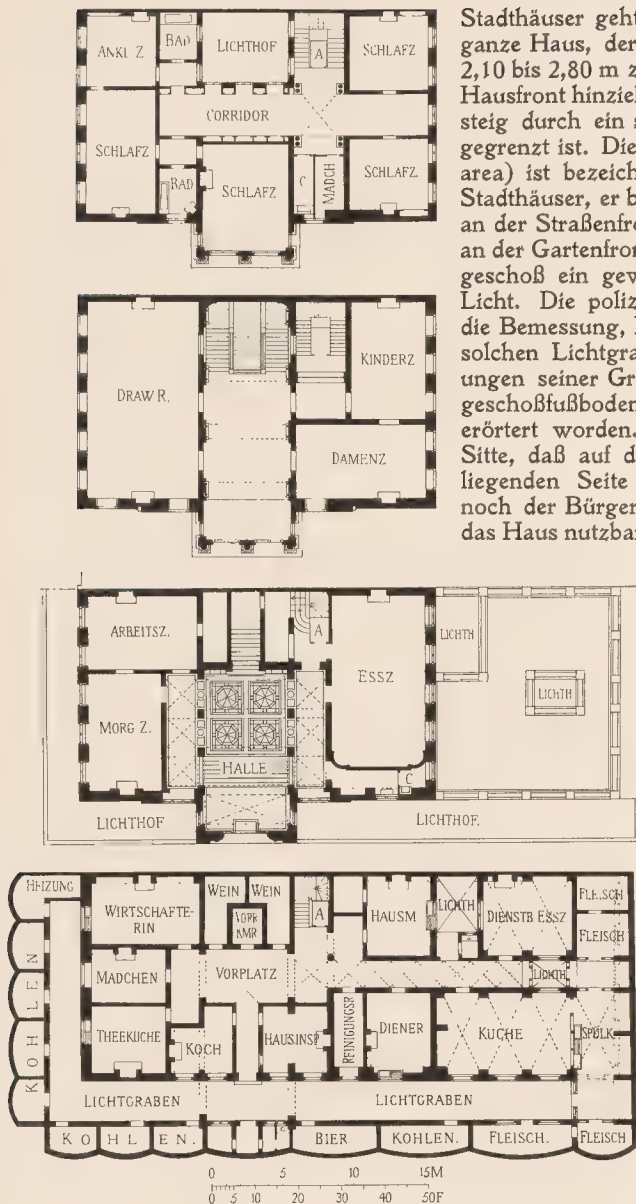 Stadthäuser geht
ganze Haus, der
2,10 bis 2,80 m z
Hausfront hinziel
steig durch ein s
gegrenzt ist. Die
area) ist bezeich
Stadthäuser, er b
an der Straßenfro
an der Gartenfron
geschoß ein gew
Licht. Die poliz
die Bemessung,
solchen Lichtgra
ungen seiner Gr
geschoßfußboden
erörtert worden.
Sitte, daß auf d
liegenden Seite
noch der Bürger
das Haus nutzbar
ANKL Z.
BAD
LICHTHOF
A
SCHLAFZ
CORRIDOR
SCHLAFZ
BAD
SCHLAFZ
C
MÄDCH
SCHLAFZ
DRAW R.
KINDERZ
DAMENZ
ARBEITSZ.
A
ESSZ
LICHTH
LICHTH
MORG Z.
HALLE
C
LICHTHOF
LICHTHOF.
HEIZUNG
WIRTSCHAFTE-
RIN
WEIN
WEIN
A
HAUSM
LICHTH
DIENSTB ESSZ
FLEISCH
FLEISCH
MÄDCHEN
VORPLATZ
LICHTH
KOHLEN
THEEKÜCHE
KOCH
HAUSINSP
REINIGUNGSR
DIENER
KÜCHE
SPÜLK
LICHTGRABEN
LICHTGRABEN
KOHLEN.
BIER
KOHLEN.
FLEISCH.
FLEISCH
0 5 10 15M
0 5 10 20 30 40 50F